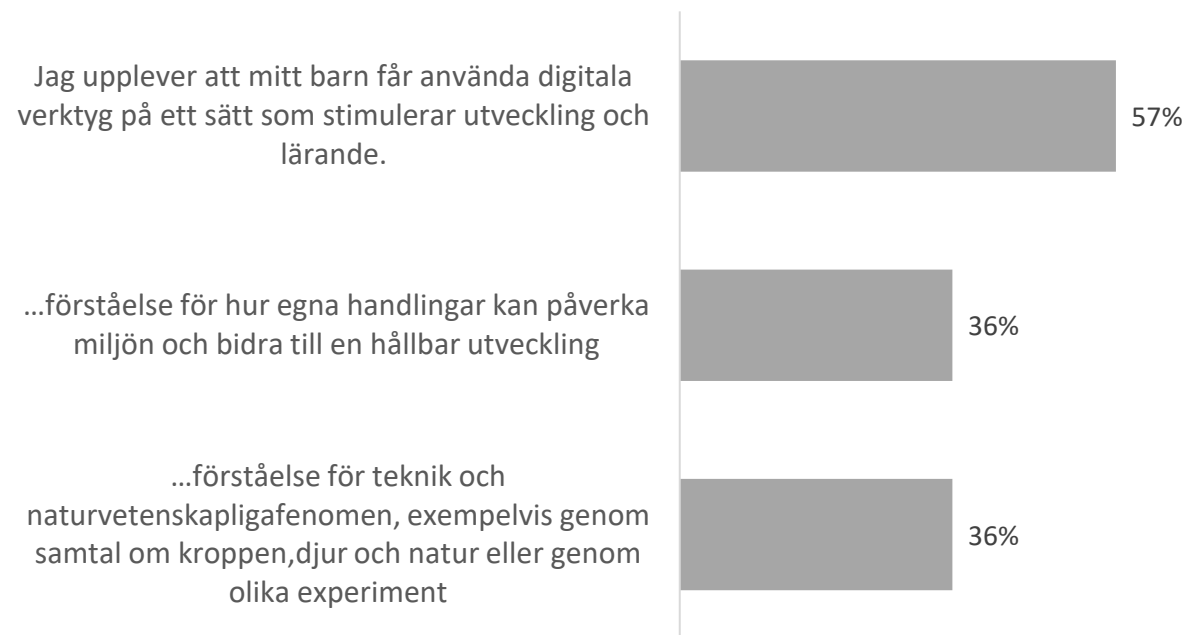 Jag upplever att mitt barn får använda digitala
verktyg på ett sätt som stimulerar utveckling och
lärande.
57%
...förståelse för hur egna handlingar kan påverka
miljön och bidra till en hållbar utveckling
36%
...förståelse för teknik och
naturvetenskapligafenomen, exempelvis genom
samtal om kroppen,djur och natur eller genom
olika experiment
36%